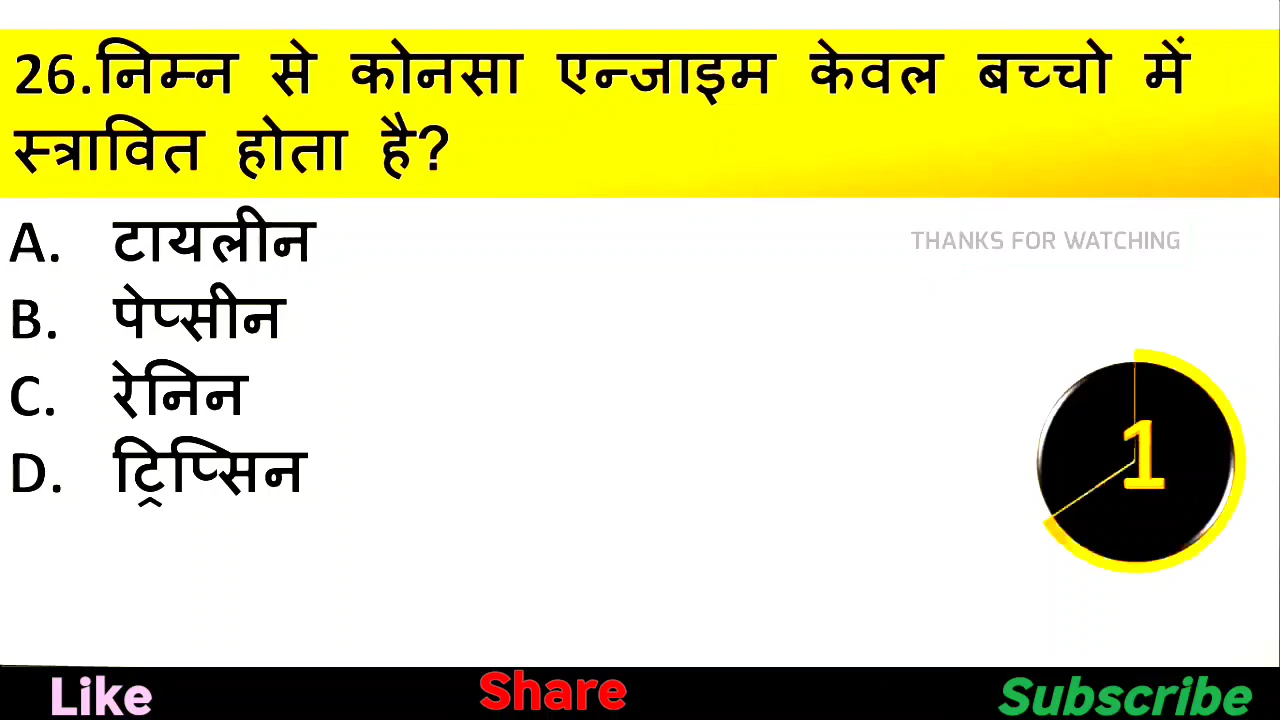 26.निम्न से कोनसा एन्जाइम केवल बच्चो में
स्त्रावित होता है?
A. टायलीन
B. पेप्सीन
C. रेनिन
D. ट्रिप्सिन
THANKS FOR WATCHING
1
Like
Share
Subscribe